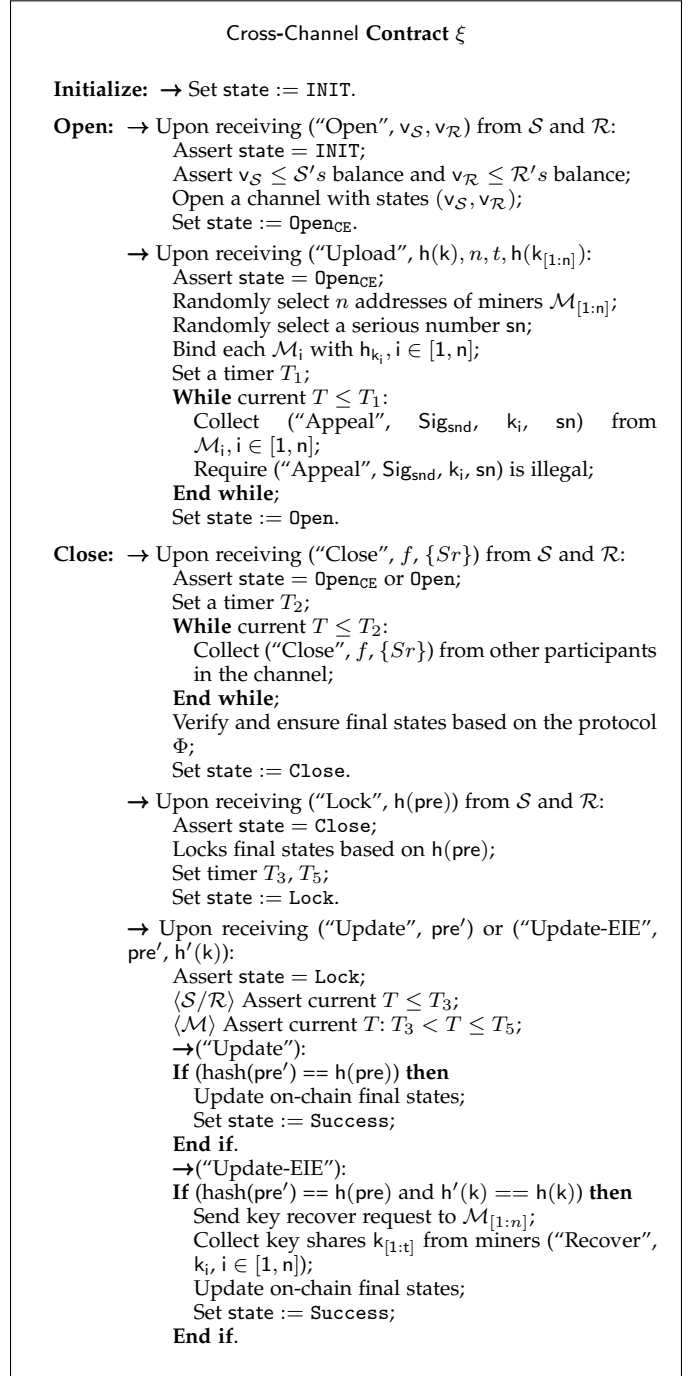 Cross-Channel Contract ξ
Initialize: → Set state := INIT.
Open: → Upon receiving (“Open”, v_S, v_R) from S and R:
Assert state = INIT;
Assert v_S ≤ S's balance and v_R ≤ R's balance;
Open a channel with states (v_S, v_R);
Set state := Open_CE.
→ Upon receiving (“Upload”, h(k), n, t, h(k_[1:n]):
Assert state = Open_CE;
Randomly select n addresses of miners M_[1:n];
Randomly select a serious number sn;
Bind each M_i with h_{k_i}, i ∈ [1, n];
Set a timer T_1;
While current T ≤ T_1:
Collect (“Appeal”, Sig_snd, k_i, sn) from
M_i, i ∈ [1, n];
Require (“Appeal”, Sig_snd, k_i, sn) is illegal;
End while;
Set state := Open.
Close: → Upon receiving (“Close”, f, {Sr}) from S and R:
Assert state = Open_CE or Open;
Set a timer T_2;
While current T ≤ T_2:
Collect (“Close”, f, {Sr}) from other participants
in the channel;
End while;
Verify and ensure final states based on the protocol
Φ;
Set state := Close.
→ Upon receiving (“Lock”, h(pre)) from S and R:
Assert state = Close;
Locks final states based on h(pre);
Set timer T_3, T_5;
Set state := Lock.
→ Upon receiving (“Update”, pre′) or (“Update-EIE”,
pre′, h′(k)):
Assert state = Lock;
⟨S/R⟩ Assert current T ≤ T_3;
⟨M⟩ Assert current T: T_3 < T ≤ T_5;
→(“Update”):
If (hash(pre′) == h(pre)) then
Update on-chain final states;
Set state := Success;
End if.
→(“Update-EIE”):
If (hash(pre′) == h(pre) and h′(k) == h(k)) then
Send key recover request to M_[1:n];
Collect key shares k_[1:t] from miners (“Recover”,
k_i, i ∈ [1, n]);
Update on-chain final states;
Set state := Success;
End if.